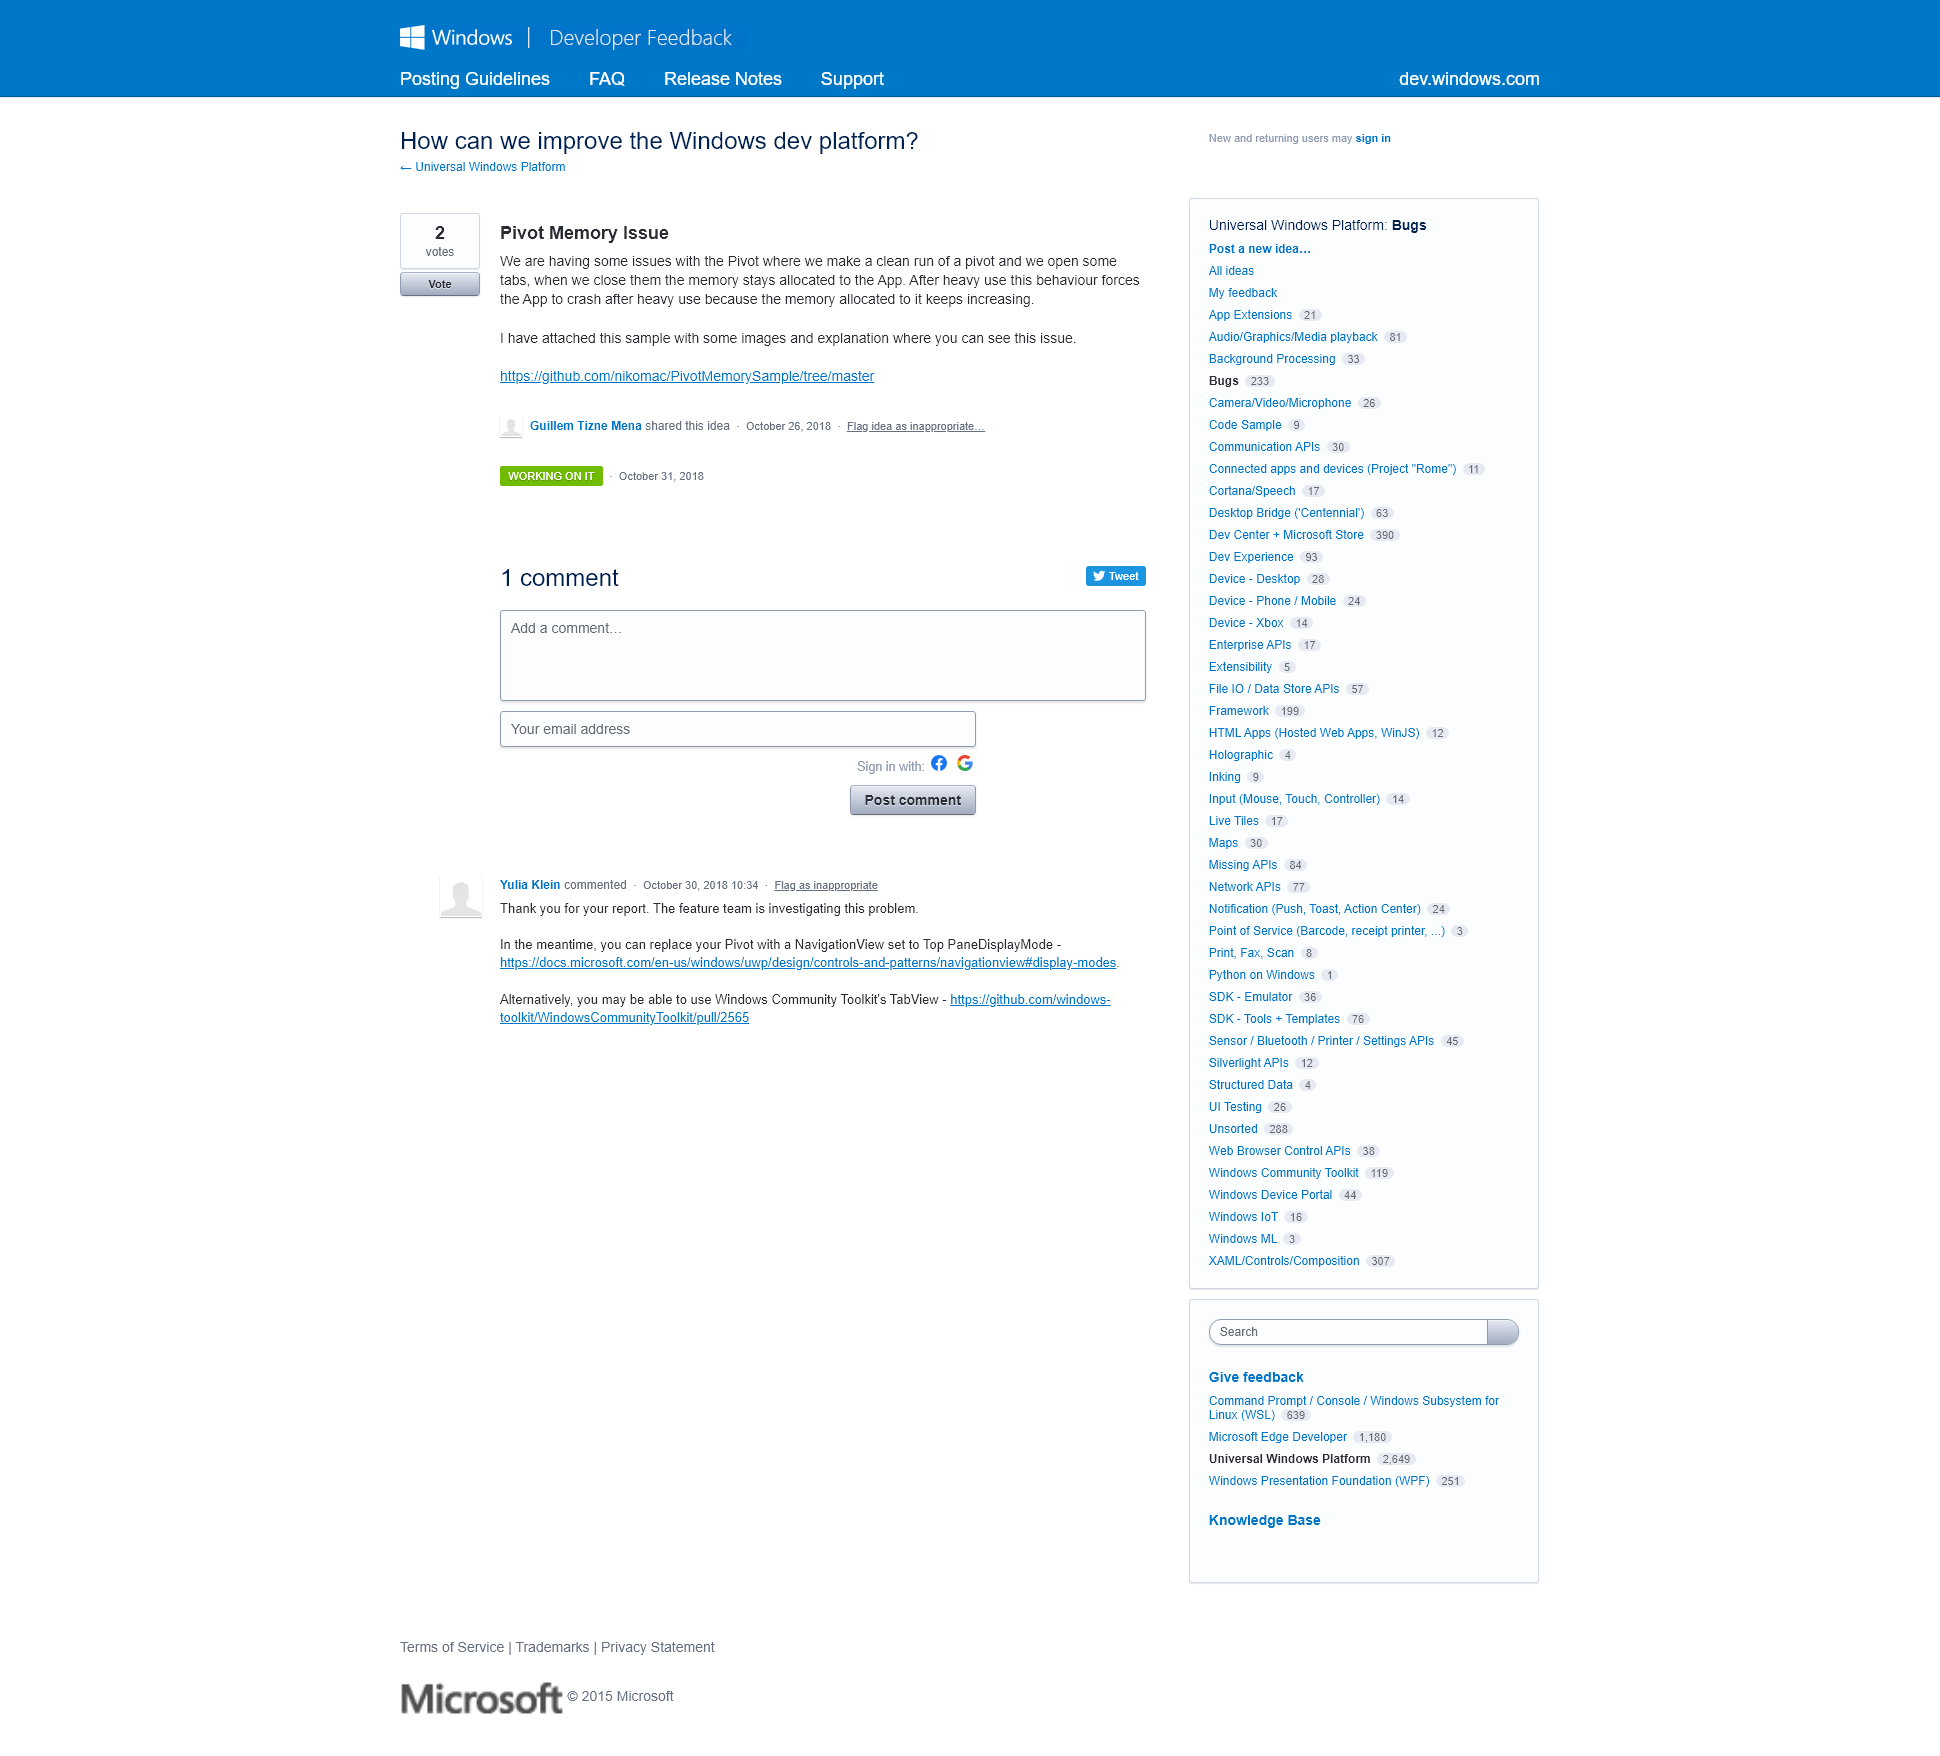 Windows | Developer Feedback
Posting Guidelines FAQ Release Notes Support dev.windows.com
How can we improve the Windows dev platform?
← Universal Windows Platform
New and returning users may sign in
2
votes
Vote
Pivot Memory Issue
We are having some issues with the Pivot where we make a clean run of a pivot and we open some
tabs, when we close them the memory stays allocated to the App. After heavy use this behaviour forces
the App to crash after heavy use because the memory allocated to it keeps increasing.
I have attached this sample with some images and explanation where you can see this issue.
https://github.com/nikomac/PivotMemorySample/tree/master
Guillem Tizne Mena shared this idea · October 26, 2018 · Flag idea as inappropriate…
WORKING ON IT · October 31, 2018
1 comment
Tweet
Add a comment…
Your email address
Sign in with:
Post comment
Yulia Klein commented · October 30, 2018 10:34 · Flag as inappropriate
Thank you for your report. The feature team is investigating this problem.
In the meantime, you can replace your Pivot with a NavigationView set to Top PaneDisplayMode -
https://docs.microsoft.com/en-us/windows/uwp/design/controls-and-patterns/navigationview#display-modes.
Alternatively, you may be able to use Windows Community Toolkit's TabView - https://github.com/windows-
toolkit/WindowsCommunityToolkit/pull/2565
Universal Windows Platform: Bugs
Post a new idea…
All ideas
My feedback
App Extensions 21
Audio/Graphics/Media playback 81
Background Processing 33
Bugs 233
Camera/Video/Microphone 26
Code Sample 9
Communication APIs 30
Connected apps and devices (Project "Rome") 11
Cortana/Speech 17
Desktop Bridge ('Centennial') 63
Dev Center + Microsoft Store 390
Dev Experience 93
Device - Desktop 28
Device - Phone / Mobile 24
Device - Xbox 14
Enterprise APIs 17
Extensibility 5
File IO / Data Store APIs 57
Framework 199
HTML Apps (Hosted Web Apps, WinJS) 12
Holographic 4
Inking 9
Input (Mouse, Touch, Controller) 14
Live Tiles 17
Maps 30
Missing APIs 84
Network APIs 77
Notification (Push, Toast, Action Center) 24
Point of Service (Barcode, receipt printer, ...) 3
Print, Fax, Scan 8
Python on Windows 1
SDK - Emulator 36
SDK - Tools + Templates 76
Sensor / Bluetooth / Printer / Settings APIs 45
Silverlight APIs 12
Structured Data 4
UI Testing 26
Unsorted 288
Web Browser Control APIs 38
Windows Community Toolkit 119
Windows Device Portal 44
Windows IoT 16
Windows ML 3
XAML/Controls/Composition 307
Search
Give feedback
Command Prompt / Console / Windows Subsystem for
Linux (WSL) 639
Microsoft Edge Developer 1,180
Universal Windows Platform 2,649
Windows Presentation Foundation (WPF) 251
Knowledge Base
Terms of Service | Trademarks | Privacy Statement
Microsoft © 2015 Microsoft